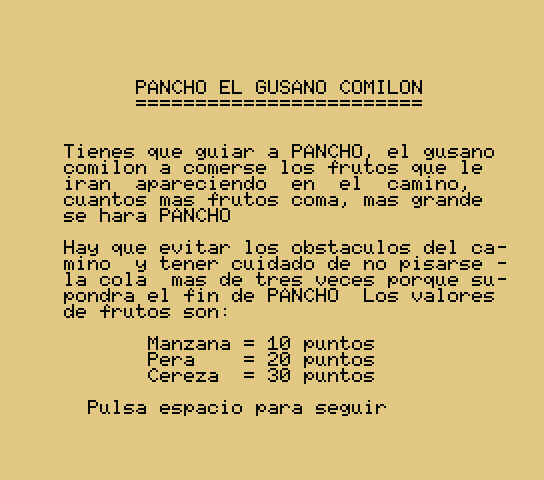 PANCHO EL GUSANO COMILON
========================
Tienes que guiar a PANCHO, el gusano
comilon a comerse los frutos que le
iran  apareciendo  en  el  camino,
cuantos mas frutos coma, mas grande
se hara PANCHO
Hay que evitar los obstaculos del ca-
mino  y tener cuidado de no pisarse -
la cola  mas de tres veces porque su-
pondra el fin de PANCHO  Los valores
de frutos son:
Manzana = 10 puntos
Pera    = 20 puntos
Cereza  = 30 puntos
Pulsa espacio para seguir